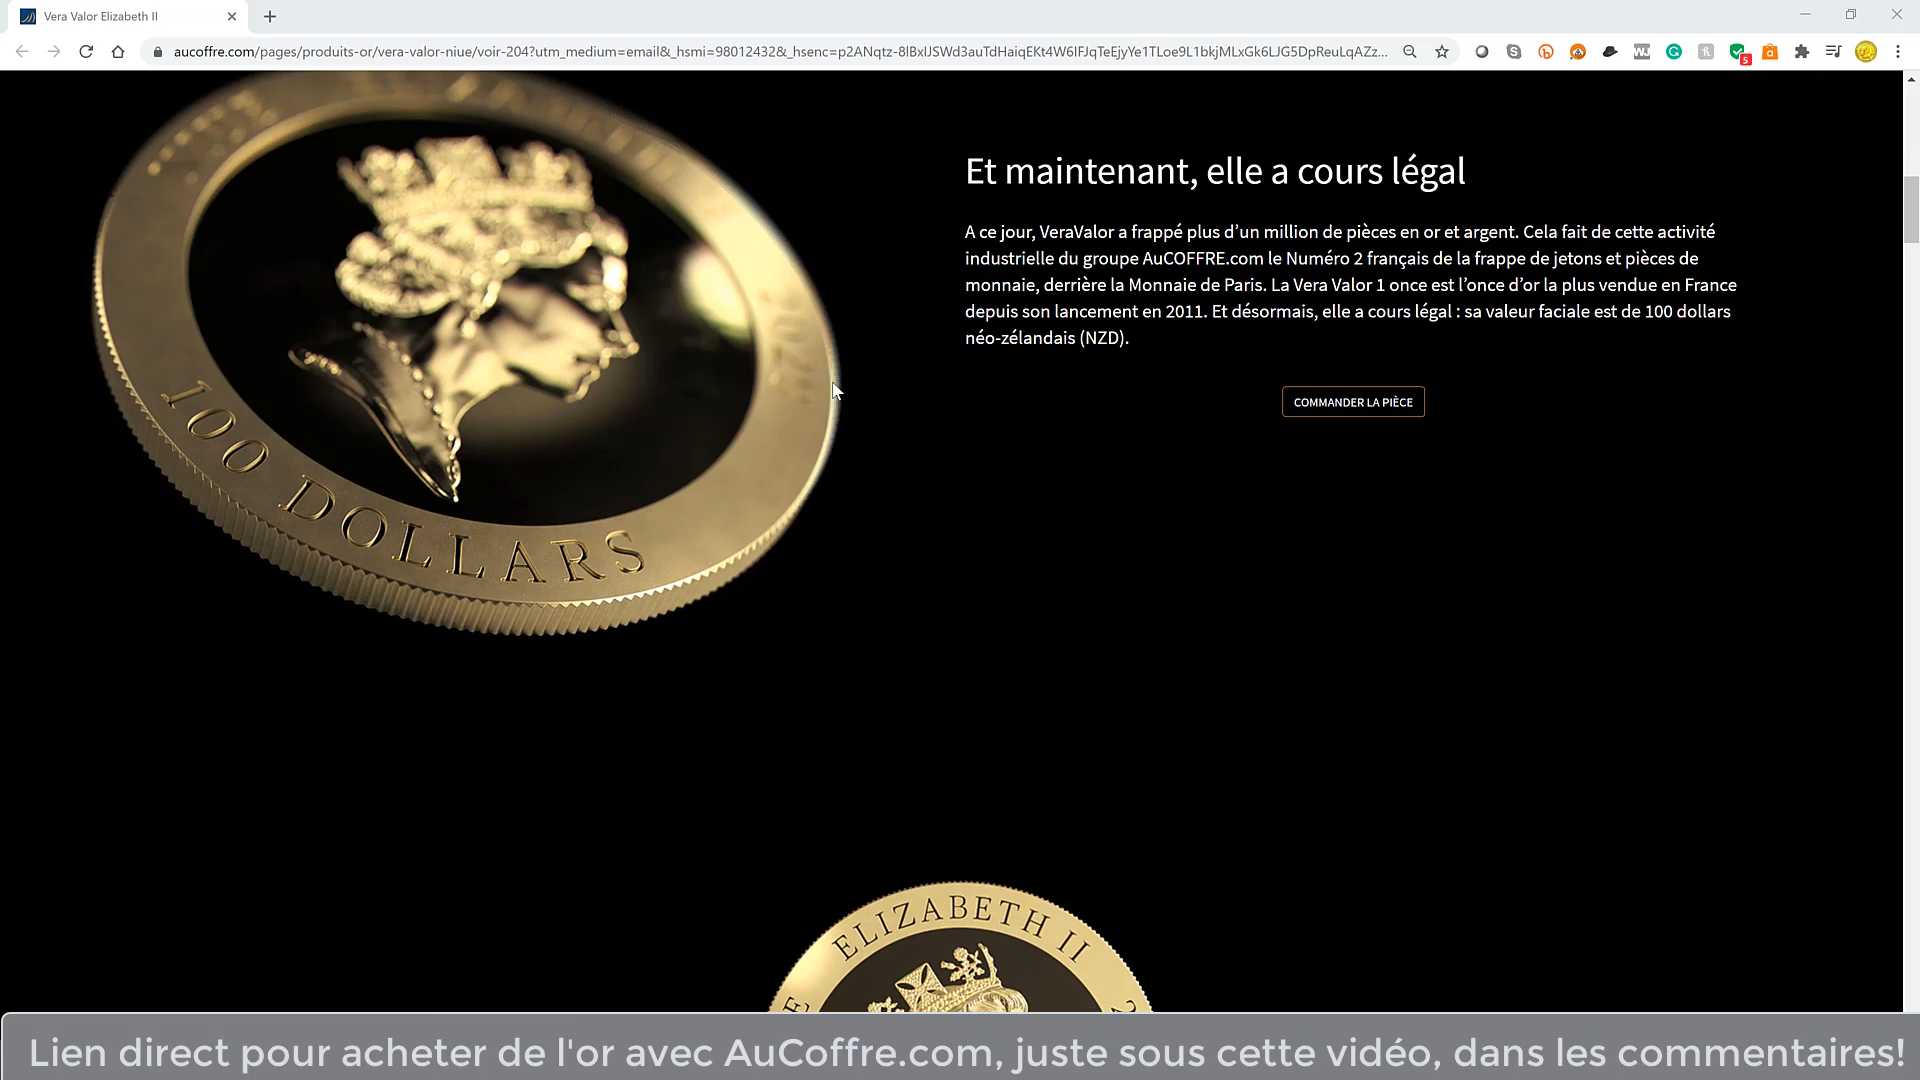 Vera Valor Elizabeth II
aucoffre.com/pages/produits-or/vera-valor-niue/voir-204?utm_medium=email&_hsmi=98012432&_hsenc=p2ANqtz-8lBxIJSWd3auTdHaiqEKt4W6IFJqTeEjyYe1TLoe9L1bkjMLxGk6LJG5DpReuLqAZz...
5
Et maintenant, elle a cours légal
A ce jour, VeraValor a frappé plus d’un million de pièces en or et argent. Cela fait de cette activité
industrielle du groupe AuCOFFRE.com le Numéro 2 français de la frappe de jetons et pièces de
monnaie, derrière la Monnaie de Paris. La Vera Valor 1 once est l’once d’or la plus vendue en France
depuis son lancement en 2011. Et désormais, elle a cours légal : sa valeur faciale est de 100 dollars
néo-zélandais (NZD).
COMMANDER LA PIÈCE
100 DOLLARS
ELIZABETH II
Lien direct pour acheter de l'or avec AuCoffre.com, juste sous cette vidéo, dans les commentaires!